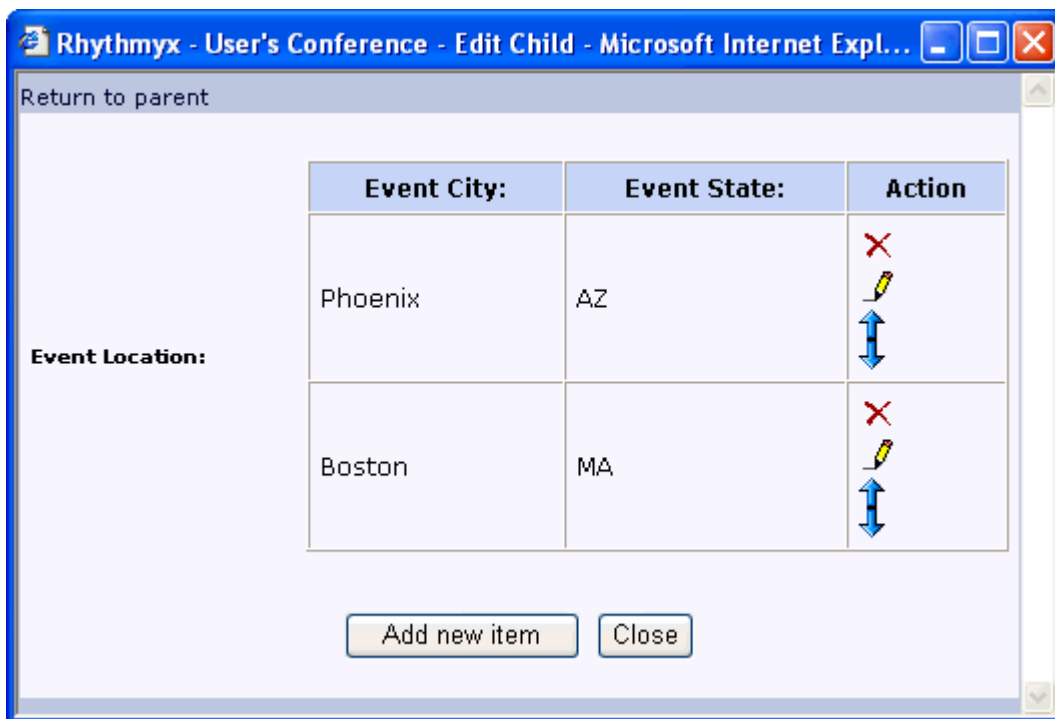 Rhythmyx - User's Conference - Edit Child - Microsoft Internet Expl...
Return to parent
Event City: Event State: Action
Phoenix AZ
Event Location:
Boston MA
Add new item Close